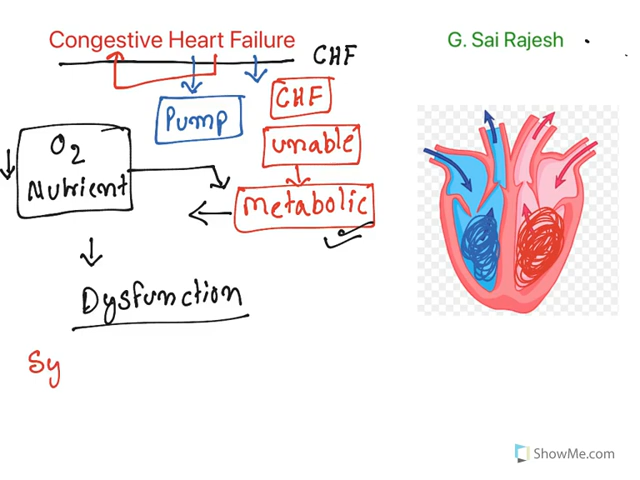 Congestive Heart Failure
CHF
G. Sai Rajesh
Pump
CHF
unable
Metabolic
O2
Nutrient
Dysfunction
Sy
ShowMe.com